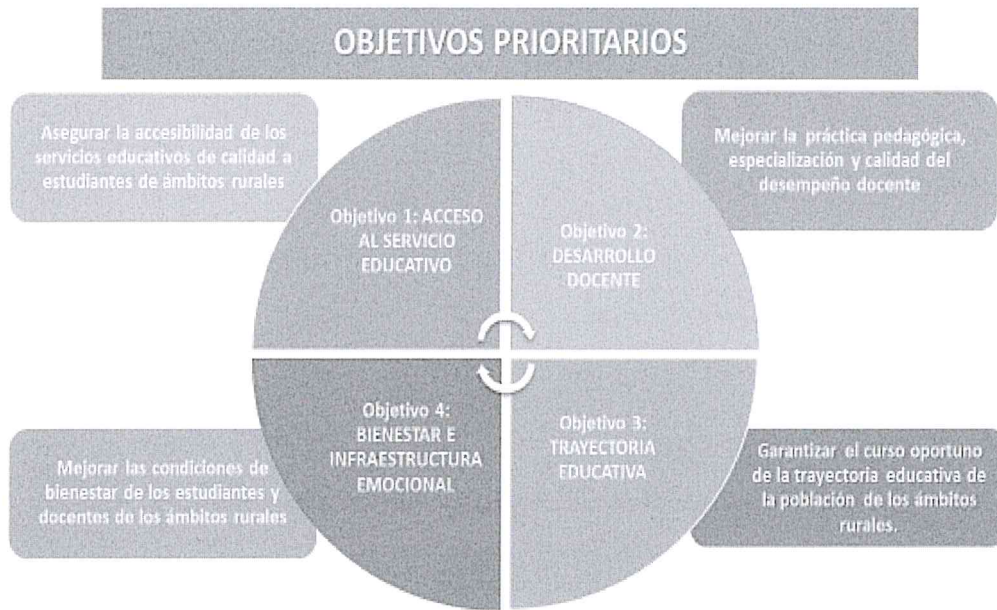 OBJETIVOS PRIORITARIOS
Asegurar la accesibilidad de los
servicios educativos de calidad a
estudiantes de ámbitos rurales
Objetivo 1: ACCESO
AL SERVICIO
EDUCATIVO
Mejorar la práctica pedagógica,
especialización y calidad del
desempeño docente
Objetivo 2:
DESARROLLO
DOCENTE
Mejorar las condiciones de
bienestar de los estudiantes y
docentes de los ámbitos rurales
Objetivo 4:
BIENESTAR E
INFRAESTRUCTURA
EMOCIONAL
Objetivo 3:
TRAYECTORIA
EDUCATIVA
Garantizar el curso oportuno
de la trayectoria educativa de
la población de los ámbitos
rurales.